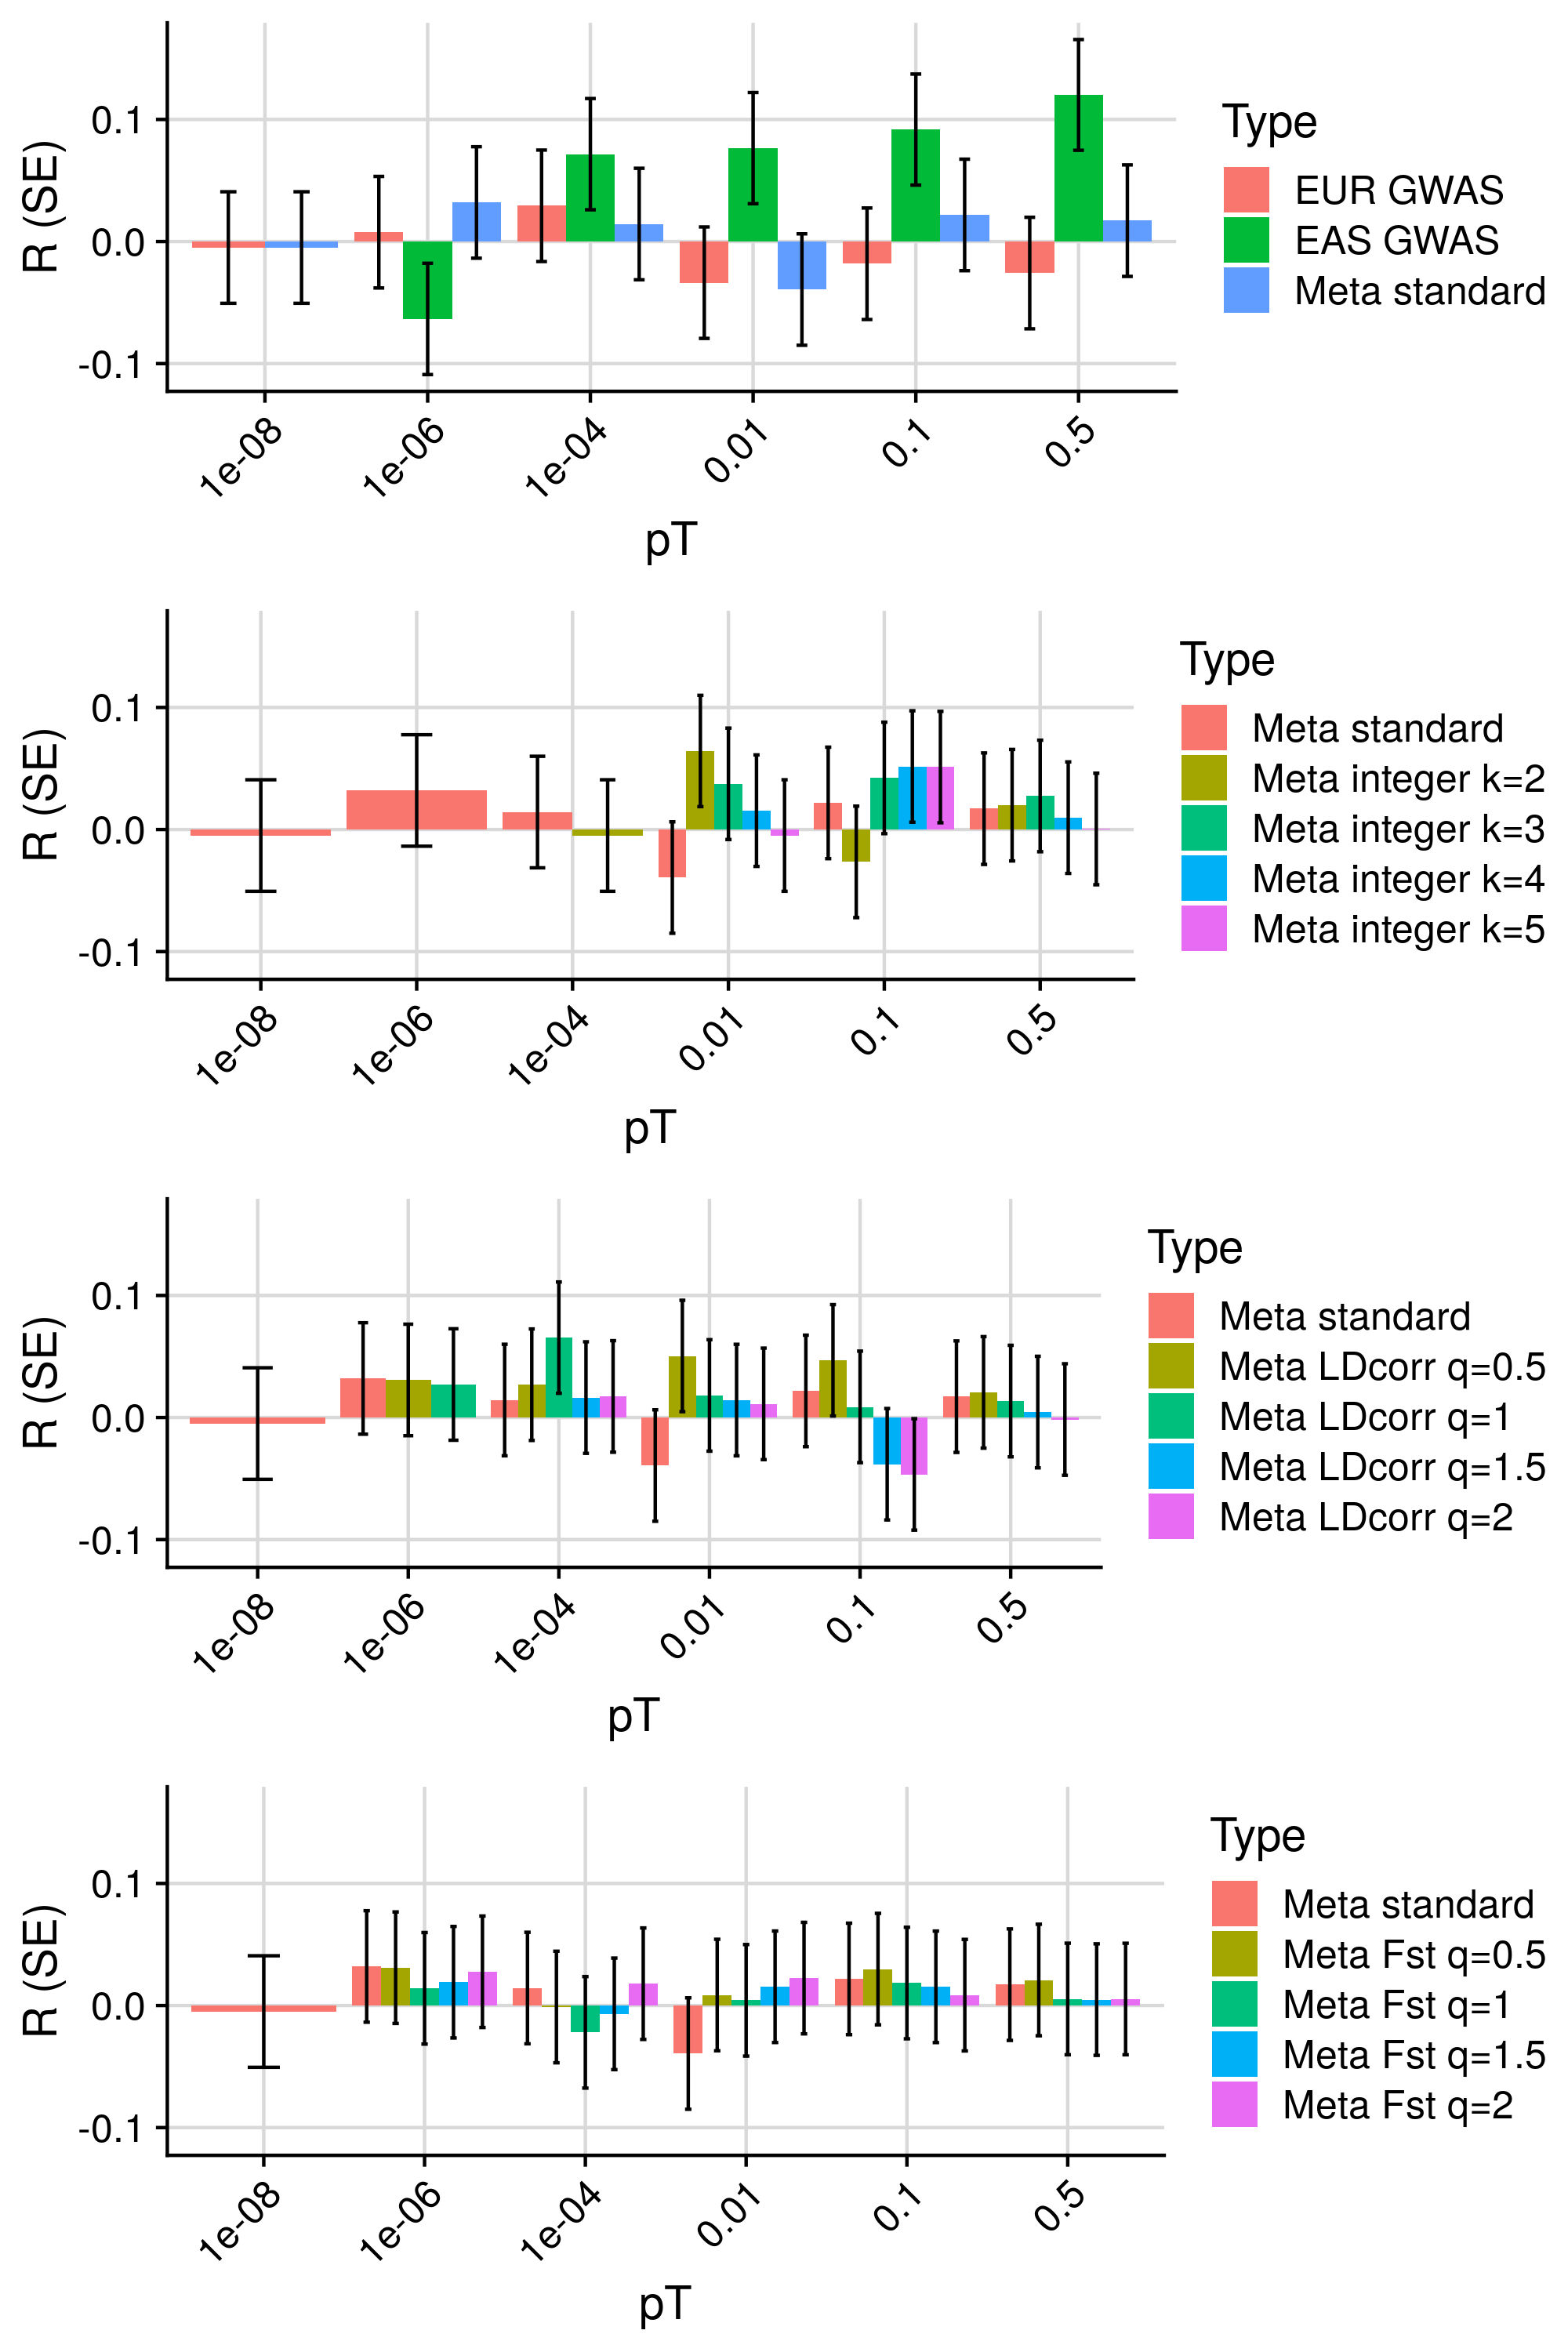 R (SE)
0.1
0.0
-0.1
1e-08
1e-06
1e-04
0.01
0.1
0.5
pT
Type
EUR GWAS
EAS GWAS
Meta standard
R (SE)
0.1
0.0
-0.1
1e-08
1e-06
1e-04
0.01
0.1
0.5
pT
Type
Meta standard
Meta integer k=2
Meta integer k=3
Meta integer k=4
Meta integer k=5
R (SE)
0.1
0.0
-0.1
1e-08
1e-06
1e-04
0.01
0.1
0.5
pT
Type
Meta standard
Meta LDcorr q=0.5
Meta LDcorr q=1
Meta LDcorr q=1.5
Meta LDcorr q=2
R (SE)
0.1
0.0
-0.1
1e-08
1e-06
1e-04
0.01
0.1
0.5
pT
Type
Meta standard
Meta Fst q=0.5
Meta Fst q=1
Meta Fst q=1.5
Meta Fst q=2